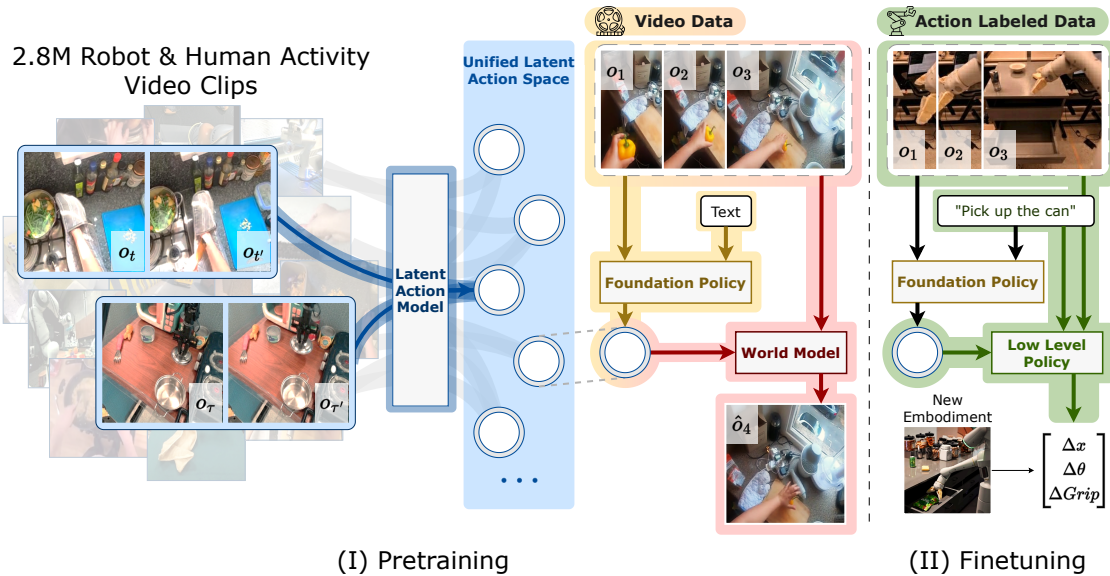 2.8M Robot & Human Activity
Video Clips
o_t
o_{t'}
o_τ
o_{τ'}
Latent
Action
Model
Unified Latent
Action Space
...
Video Data
o_1
o_2
o_3
Text
Foundation Policy
World Model
ô_4
Action Labeled Data
o_1
o_2
o_3
"Pick up the can"
Foundation Policy
Low Level
Policy
New
Embodiment
Δx
Δθ
ΔGrip
(I) Pretraining
(II) Finetuning